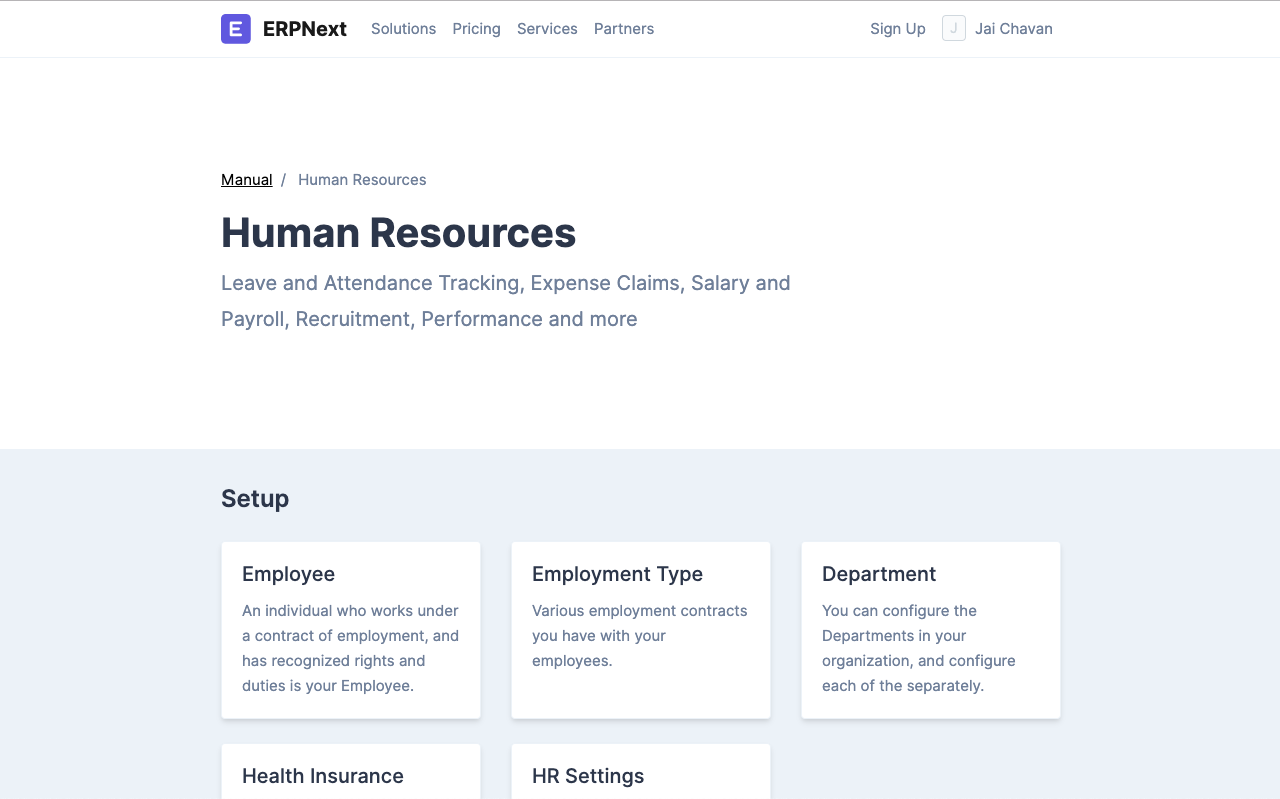 E ERPNext Solutions Pricing Services Partners Sign Up J Jai Chavan
Manual / Human Resources
Human Resources
Leave and Attendance Tracking, Expense Claims, Salary and
Payroll, Recruitment, Performance and more
Setup
Employee
An individual who works under
a contract of employment, and
has recognized rights and
duties is your Employee.
Employment Type
Various employment contracts
you have with your
employees.
Department
You can configure the
Departments in your
organization, and configure
each of the separately.
Health Insurance
HR Settings